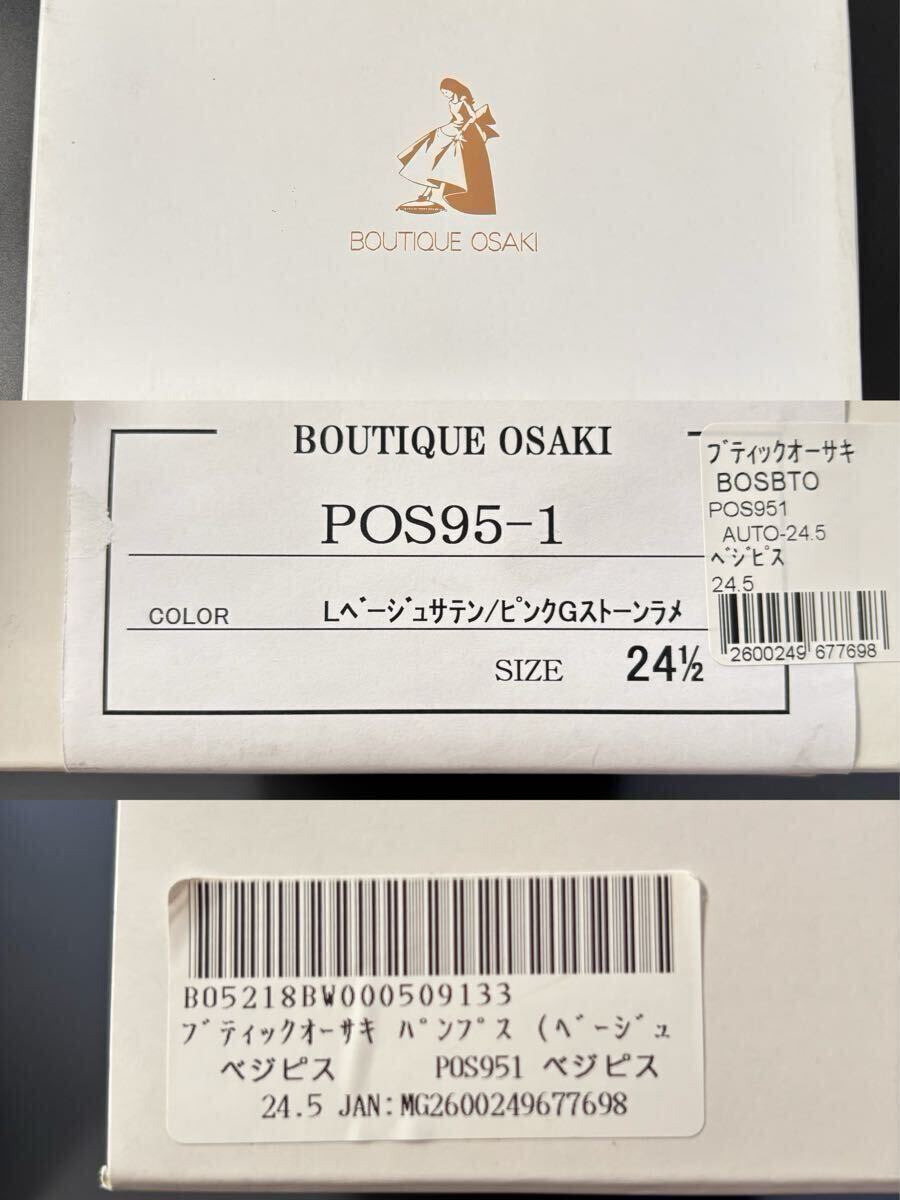 BOUTIQUE OSAKI
BOUTIQUE OSAKI
POS95-1
COLOR Lﾍﾞｰｼﾞｭサテン/ピンクGストーンラメ
SIZE 24½
ﾌﾞﾃｨｯｸオーサキ
BOSBTO
POS951
AUTO-24.5
ﾍﾞｼﾞﾋﾟｽ
24.5
2600249 677698
B05218BW000509133
ﾌﾞﾃｨｯｸｵｰｻｷ ﾊﾟﾝﾌﾟｽ (ﾍﾞｰｼﾞｭ
ベジピス POS951 ベジピス
24.5 JAN:MG2600249677698